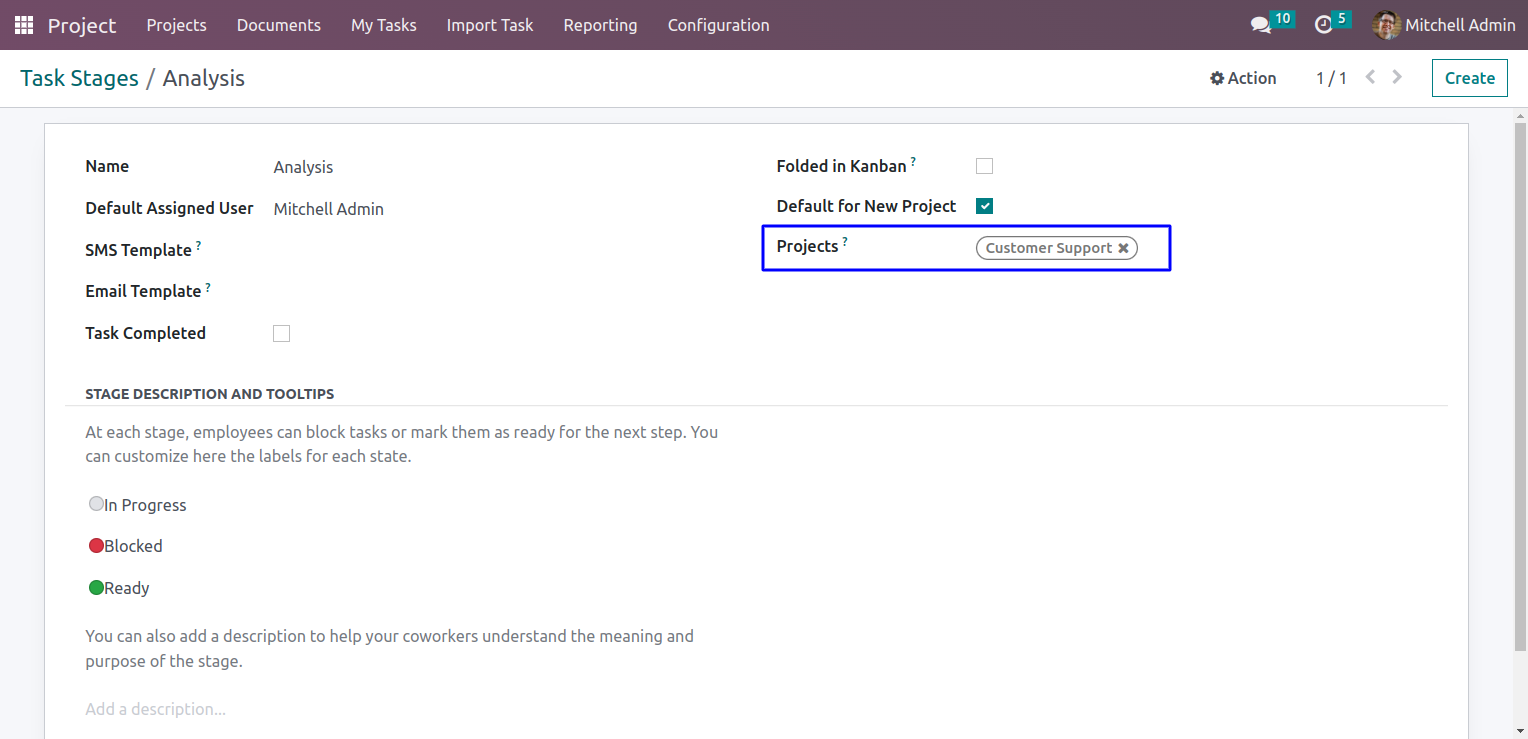 Project Projects Documents My Tasks Import Task Reporting Configuration 10 5 Mitchell Admin
Task Stages / Analysis Action 1 / 1 Create
Name Analysis
Folded in Kanban ?
Default Assigned User Mitchell Admin
Default for New Project
SMS Template ?
Projects ? Customer Support ✖
Email Template ?
Task Completed
STAGE DESCRIPTION AND TOOLTIPS
At each stage, employees can block tasks or mark them as ready for the next step. You
can customize here the labels for each state.
In Progress
Blocked
Ready
You can also add a description to help your coworkers understand the meaning and
purpose of the stage.
Add a description...